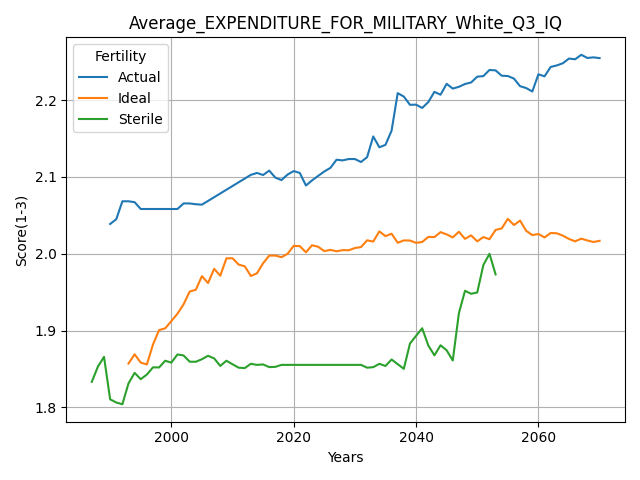 Average_EXPENDITURE_FOR_MILITARY_White_Q3_IQ
Fertility
Actual
Ideal
Sterile
Score(1-3)
2.2
2.1
2.0
1.9
1.8
2000 2020 2040 2060
Years